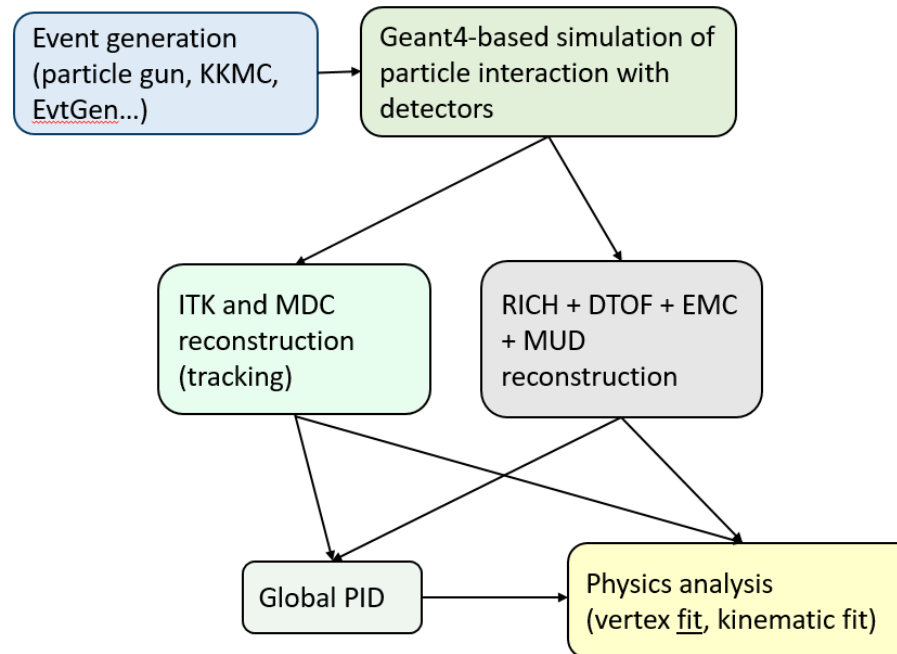 Event generation
(particle gun, KKMC,
EvtGen...)
Geant4-based simulation of
particle interaction with
detectors
ITK and MDC
reconstruction
(tracking)
RICH + DTOF + EMC
+ MUD
reconstruction
Global PID
Physics analysis
(vertex fit, kinematic fit)